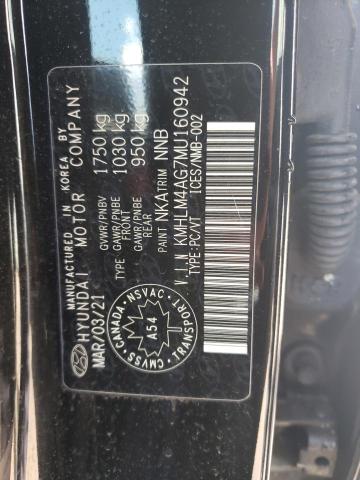 MANUFACTURED IN KOREA BY
HYUNDAI MOTOR COMPANY
MAR/03/21
GVWR/PNBV 1750 kg
TYPE GAWR/PNBE FRONT 1030 kg
GAWR/PNBE REAR 950 kg
PAINT NKA TRIM NNB
V I N KMHLM4AG7MU160942
TYPE:PC/VT ICES/NMB-002
CMVSS · CANADA · NSVAC · TRANSPORT
A54